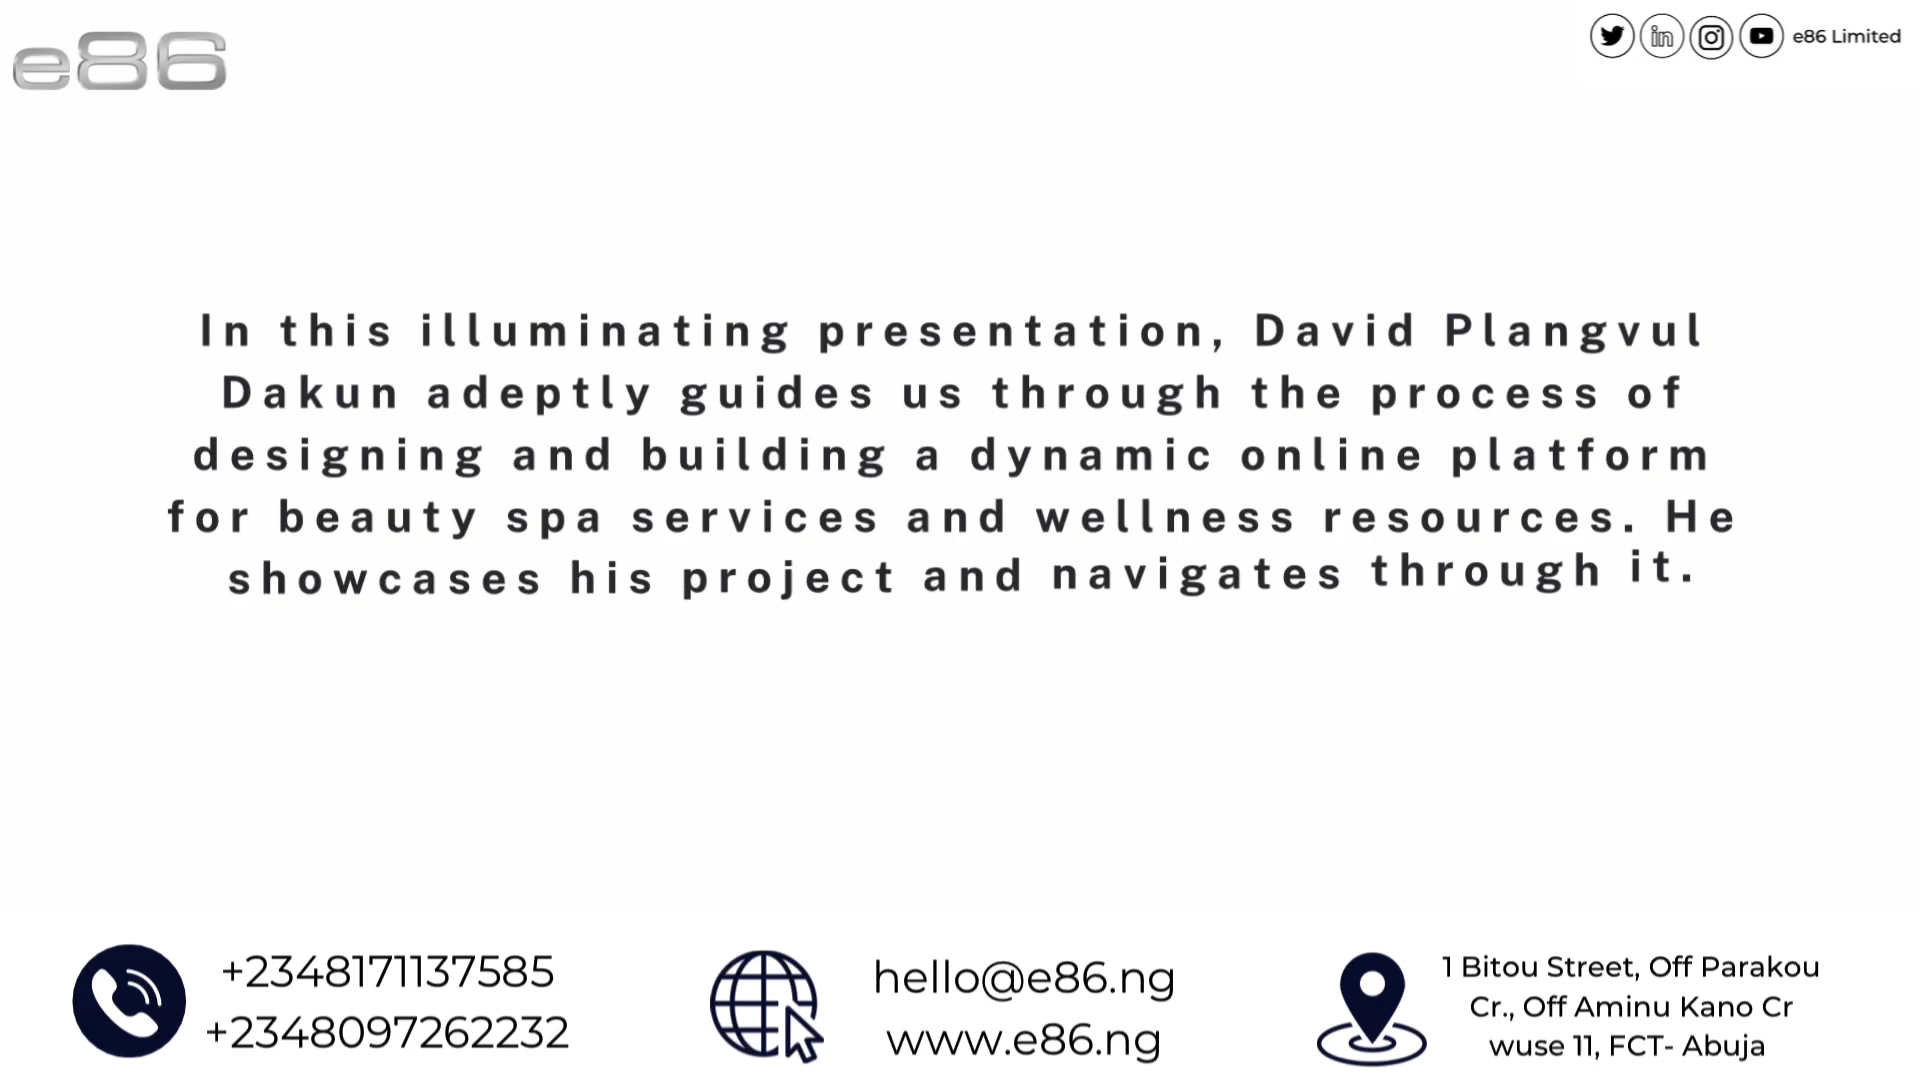 e86
e86 Limited
In this illuminating presentation, David Plangvul
Dakun adeptly guides us through the process of
designing and building a dynamic online platform
for beauty spa services and wellness resources. He
showcases his project and navigates through it.
+2348171137585
+2348097262232
hello@e86.ng
www.e86.ng
1 Bitou Street, Off Parakou
Cr., Off Aminu Kano Cr
wuse 11, FCT- Abuja